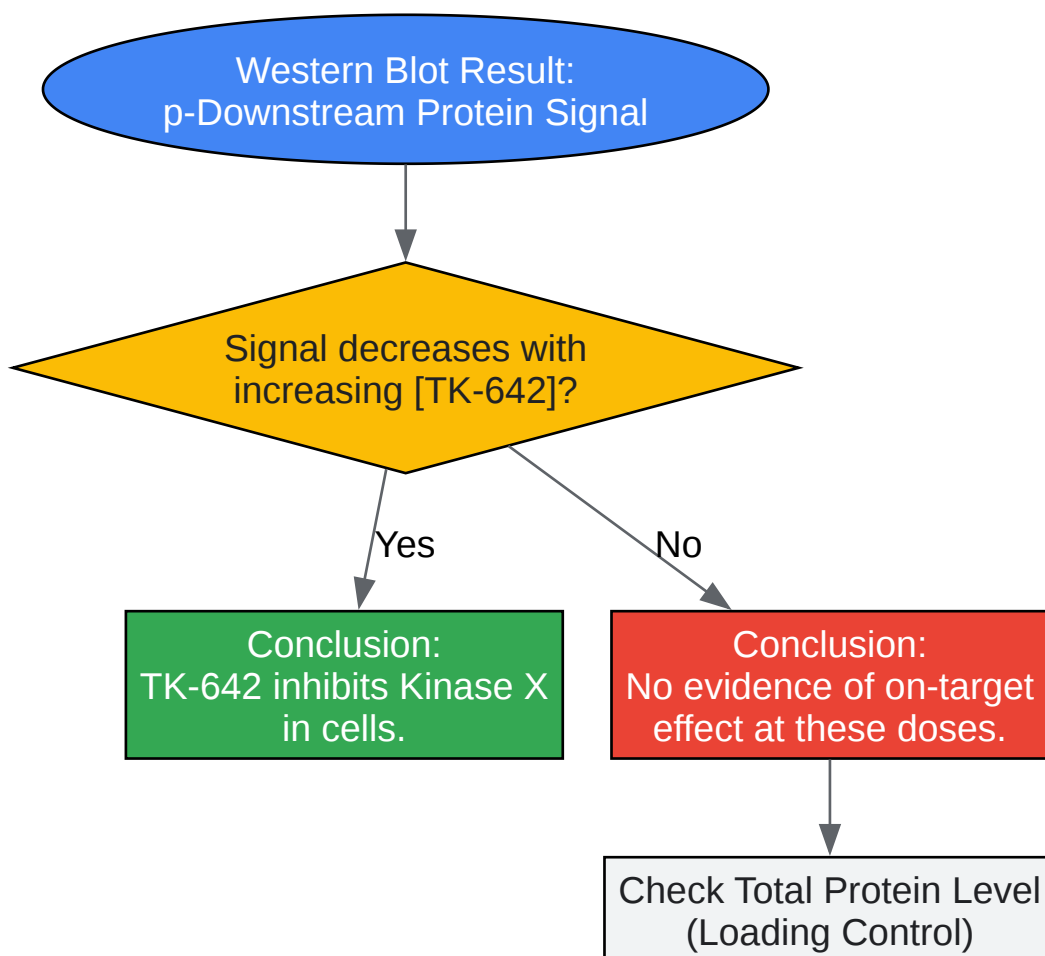 Western Blot Result:
p-Downstream Protein Signal
Signal decreases with
increasing [TK-642]?
Yes
No
Conclusion:
TK-642 inhibits Kinase X
in cells.
Conclusion:
No evidence of on-target
effect at these doses.
Check Total Protein Level
(Loading Control)